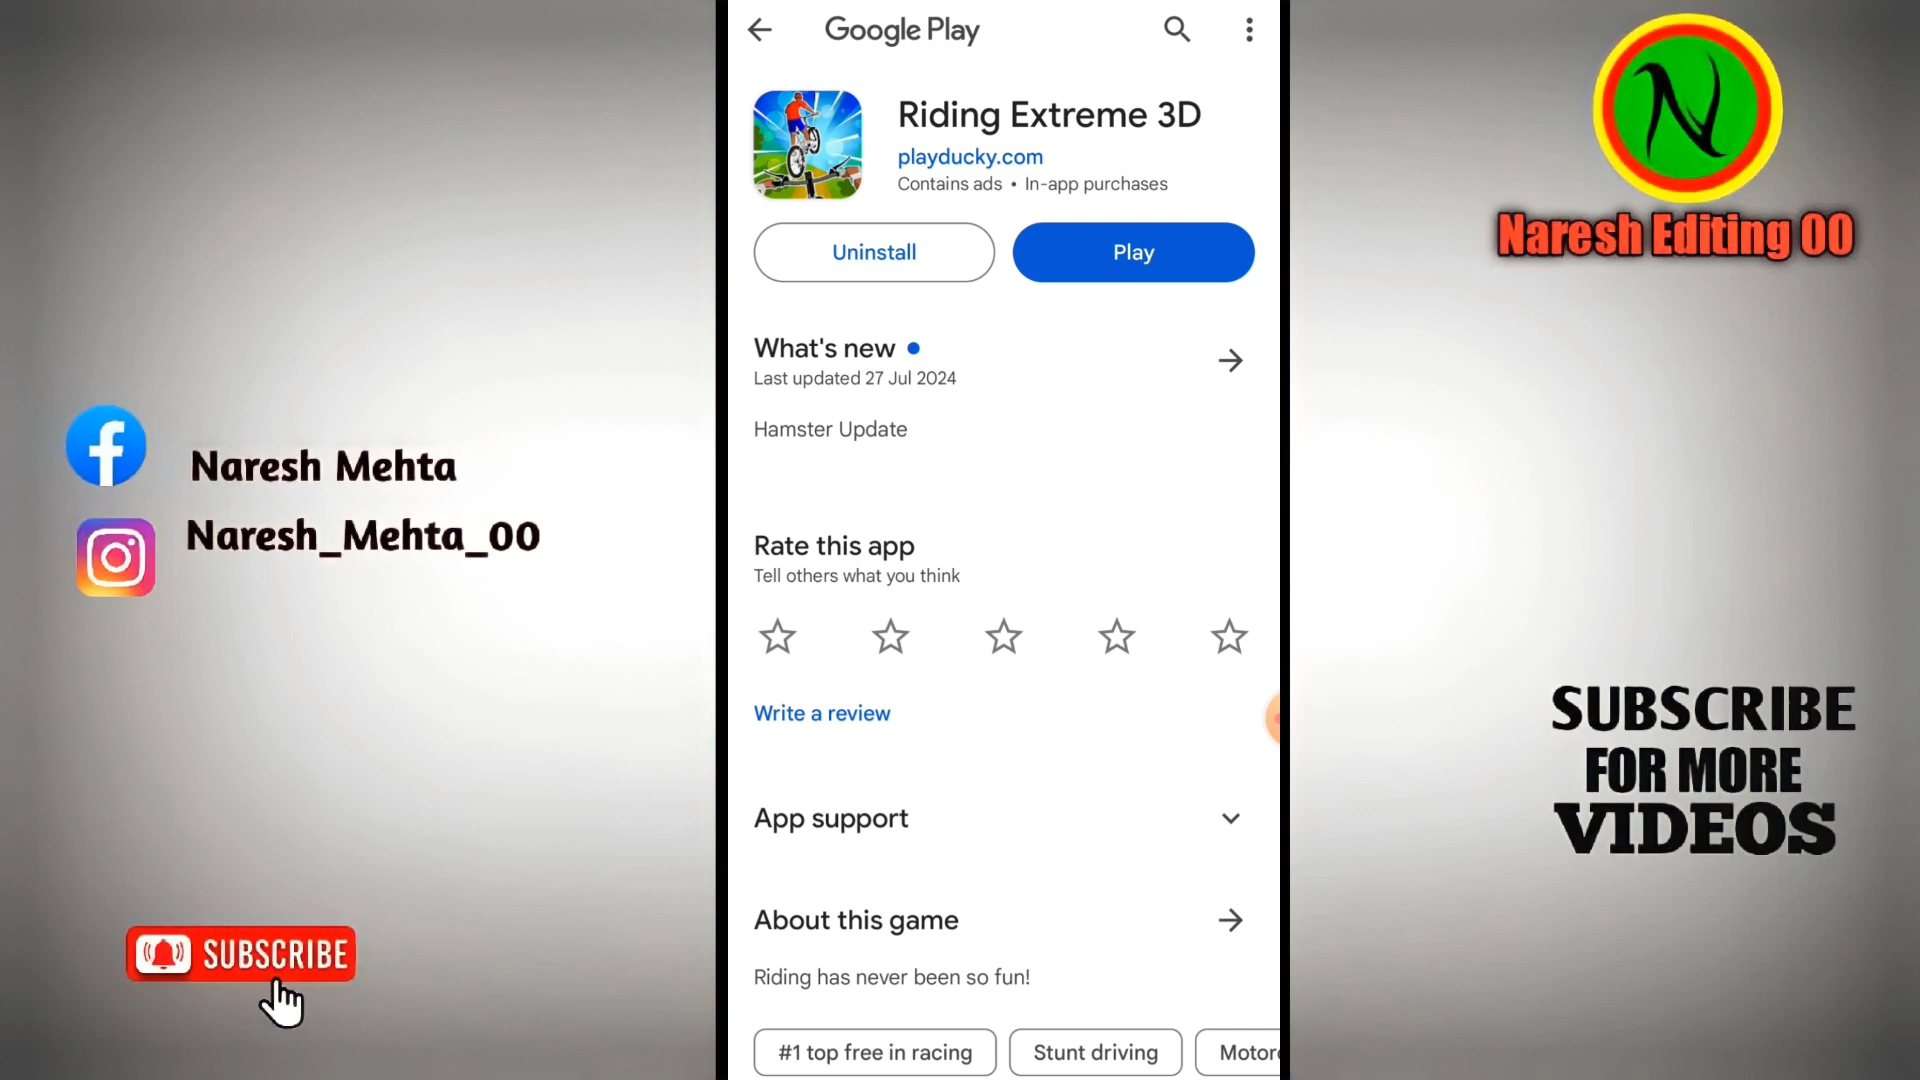 Google Play
Riding Extreme 3D
playducky.com
Contains ads • In-app purchases
Uninstall
Play
What's new
Last updated 27 Jul 2024
Hamster Update
Rate this app
Tell others what you think
Write a review
App support
About this game
Riding has never been so fun!
#1 top free in racing
Stunt driving
Naresh Mehta
Naresh_Mehta_00
SUBSCRIBE
N
Naresh Editing 00
SUBSCRIBE
FOR MORE
VIDEOS